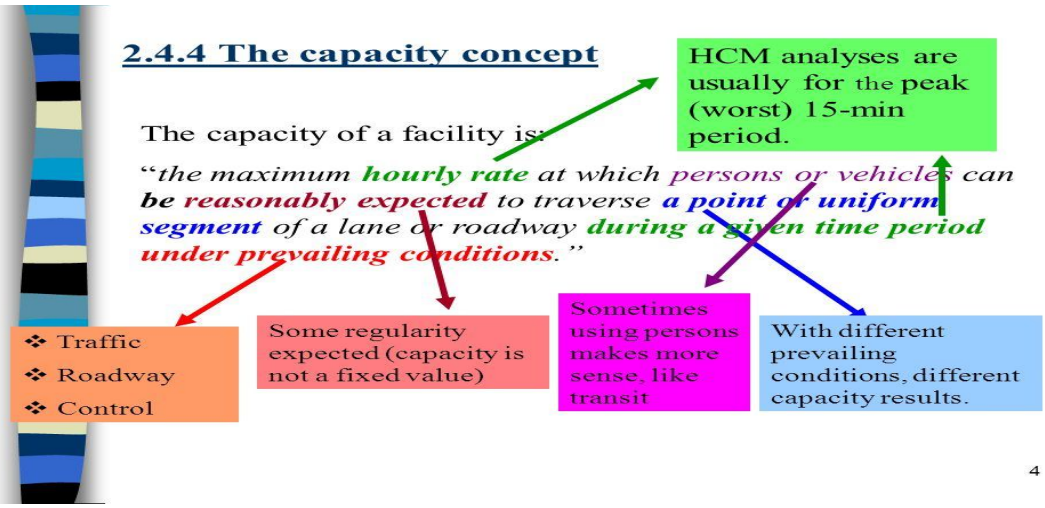 2.4.4 The capacity concept
HCM analyses are
usually for the peak
(worst) 15-min
period.
The capacity of a facility is:
“the maximum hourly rate at which persons or vehicles can
be reasonably expected to traverse a point or uniform
segment of a lane or roadway during a given time period
under prevailing conditions.”
❖ Traffic
❖ Roadway
❖ Control
Some regularity
expected (capacity is
not a fixed value)
Sometimes
using persons
makes more
sense, like
transit
With different
prevailing
conditions, different
capacity results.
4